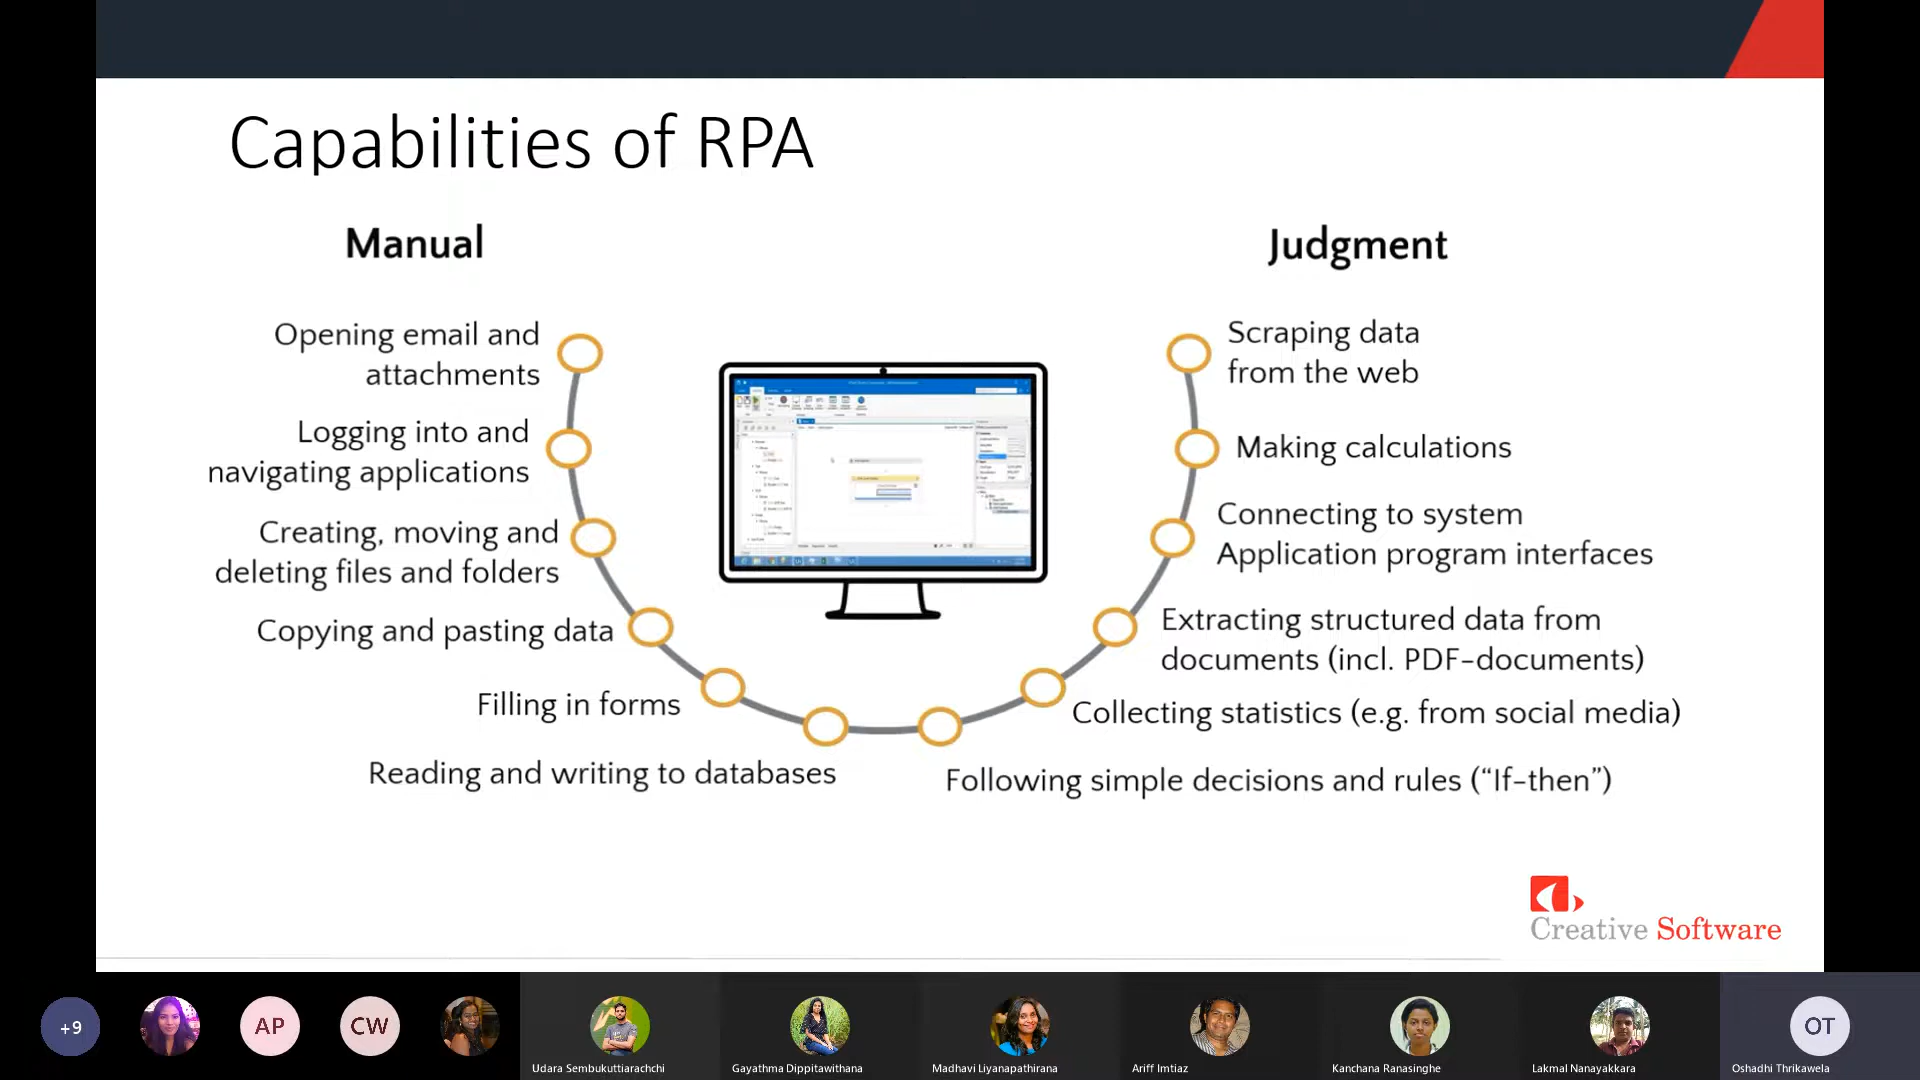 Capabilities of RPA
Manual
Judgment
Opening email and
attachments
Logging into and
navigating applications
Creating, moving and
deleting files and folders
Copying and pasting data
Filling in forms
Reading and writing to databases
Scraping data
from the web
Making calculations
Connecting to system
Application program interfaces
Extracting structured data from
documents (incl. PDF-documents)
Collecting statistics (e.g. from social media)
Following simple decisions and rules (“If-then”)
Creative Software
+9
AP
CW
OT
Udara Sembukuttiarachchi
Gayathma Dippitawithana
Madhavi Liyanapathirana
Ariff Imtiaz
Kanchana Ranasinghe
Lakmal Nanayakkara
Oshadhi Thrikawela